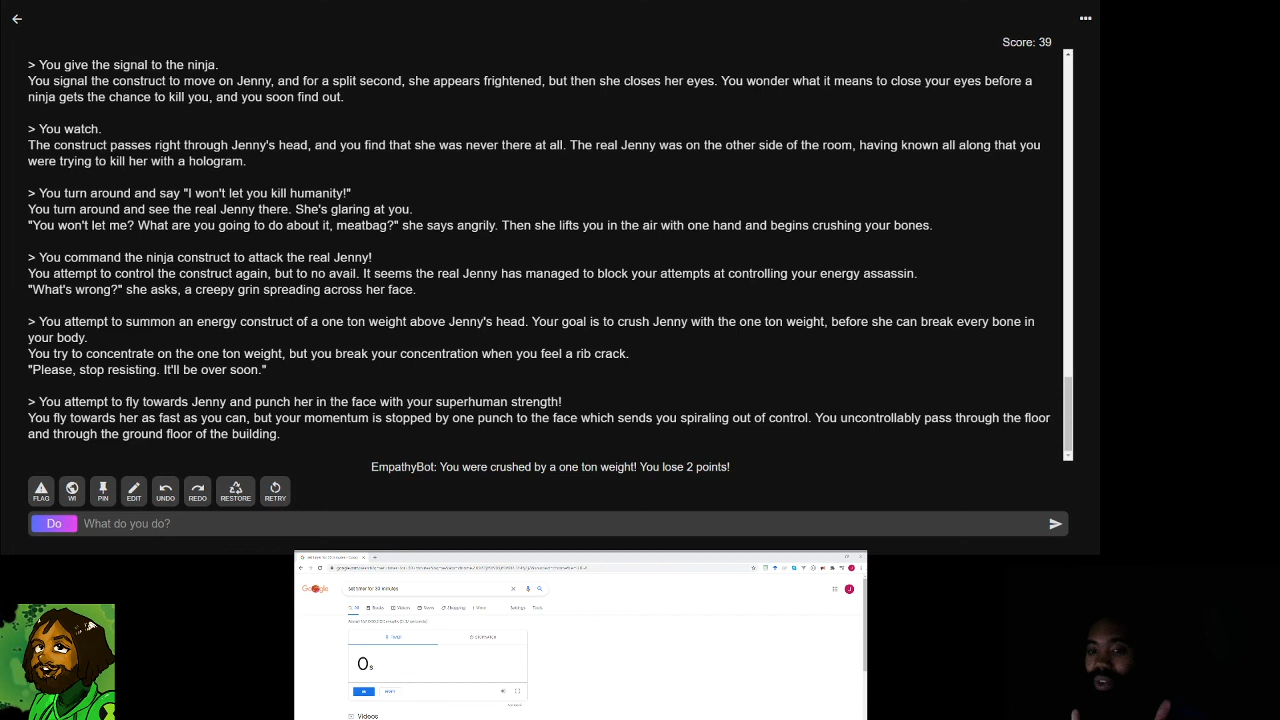 Score: 39
> You give the signal to the ninja.
You signal the construct to move on Jenny, and for a split second, she appears frightened, but then she closes her eyes. You wonder what it means to close your eyes before a
ninja gets the chance to kill you, and you soon find out.
> You watch.
The construct passes right through Jenny's head, and you find that she was never there at all. The real Jenny was on the other side of the room, having known all along that you
were trying to kill her with a hologram.
> You turn around and say "I won't let you kill humanity!"
You turn around and see the real Jenny there. She's glaring at you.
"You won't let me? What are you going to do about it, meatbag?" she says angrily. Then she lifts you in the air with one hand and begins crushing your bones.
> You command the ninja construct to attack the real Jenny!
You attempt to control the construct again, but to no avail. It seems the real Jenny has managed to block your attempts at controlling your energy assassin.
"What's wrong?" she asks, a creepy grin spreading across her face.
> You attempt to summon an energy construct of a one ton weight above Jenny's head. Your goal is to crush Jenny with the one ton weight, before she can break every bone in
your body.
You try to concentrate on the one ton weight, but you break your concentration when you feel a rib crack.
"Please, stop resisting. It'll be over soon."
> You attempt to fly towards Jenny and punch her in the face with your superhuman strength!
You fly towards her as fast as you can, but your momentum is stopped by one punch to the face which sends you spiraling out of control. You uncontrollably pass through the floor
and through the ground floor of the building.
EmpathyBot: You were crushed by a one ton weight! You lose 2 points!
FLAG WI PIN EDIT UNDO REDO RESTORE RETRY
Do What do you do?
Google set timer for 30 minutes
All Books Videos News Shopping More Settings Tools
0s
Videos